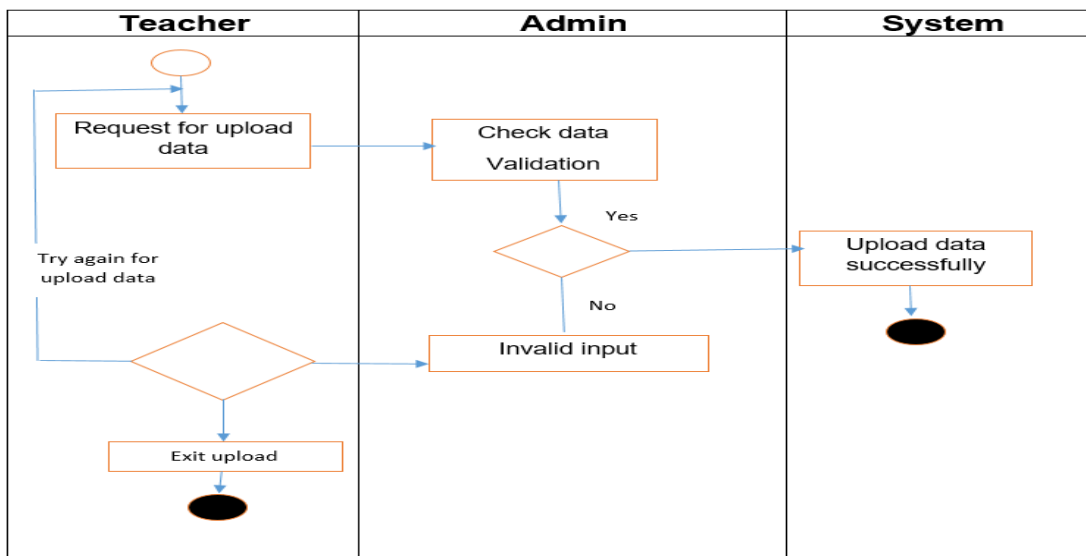 Teacher
Admin
System
Request for upload
data
Check data
Validation
Yes
Upload data
successfully
Try again for
upload data
No
Invalid input
Exit upload